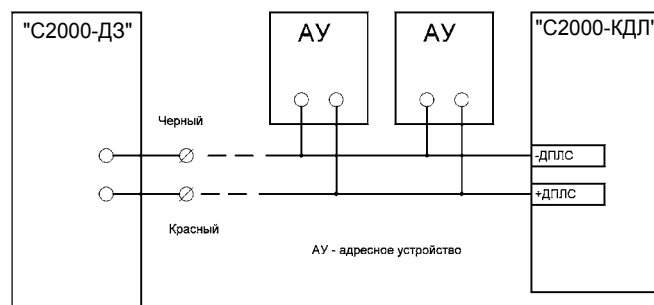 "С2000-ДЗ"
АУ
АУ
"С2000-КДЛ"
Черный
-ДПЛС
+ДПЛС
Красный
АУ - адресное устройство